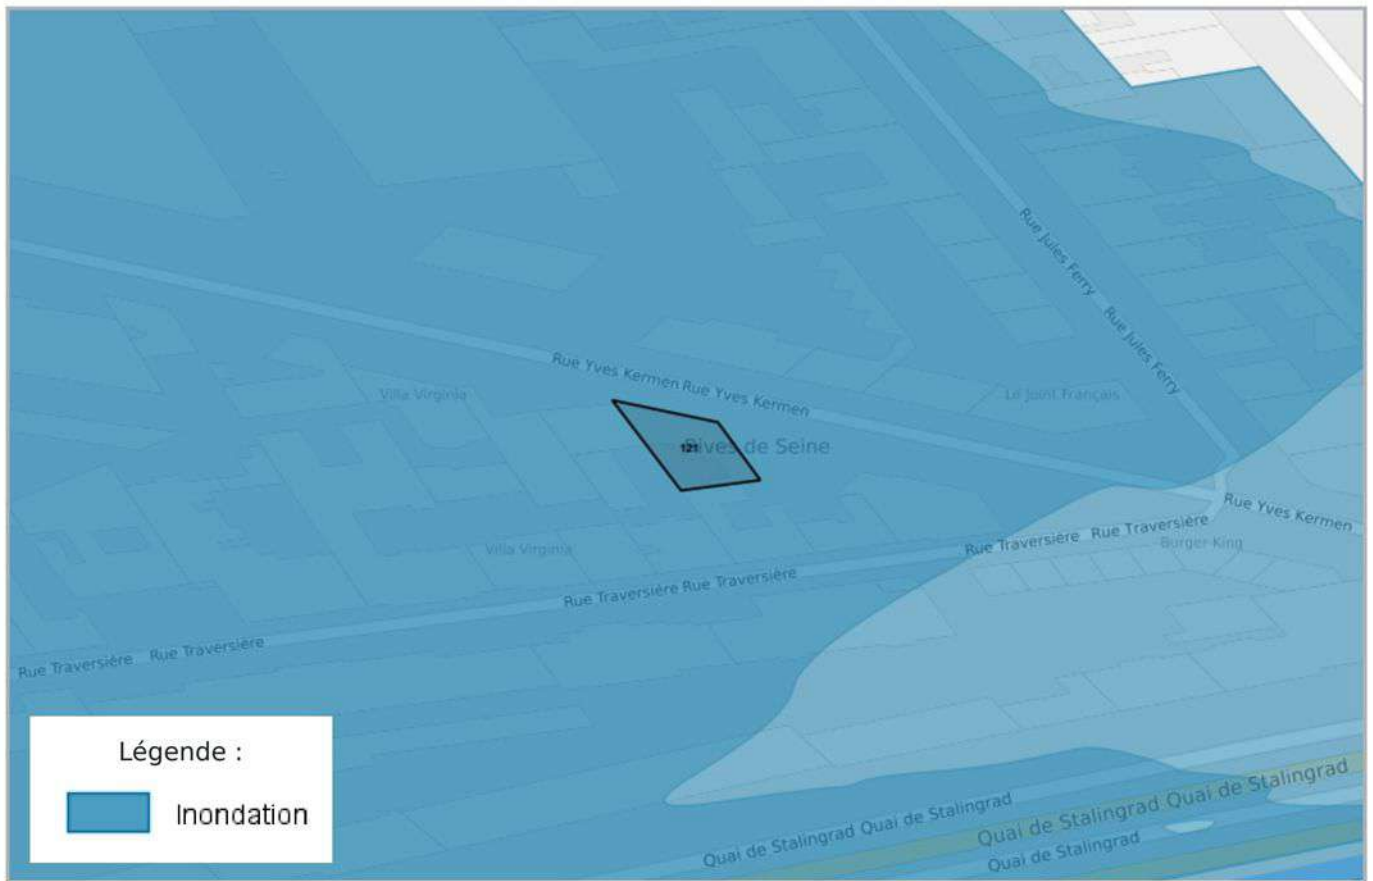 Rue Jules Ferry
Rue Jules Ferry
Rue Yves Kermen Rue Yves Kermen
Villa Virginia
Le Joint Français
121
Rives de Seine
Rue Yves Kermen
Rue Traversière Rue Traversière
Burger King
Villa Virginia
Rue Traversière Rue Traversière
Rue Traversière Rue Traversière
Légende :
Inondation
Quai de Stalingrad Quai de Stalingrad
Quai de Stalingrad Quai de Stalingrad
Quai de Stalingrad